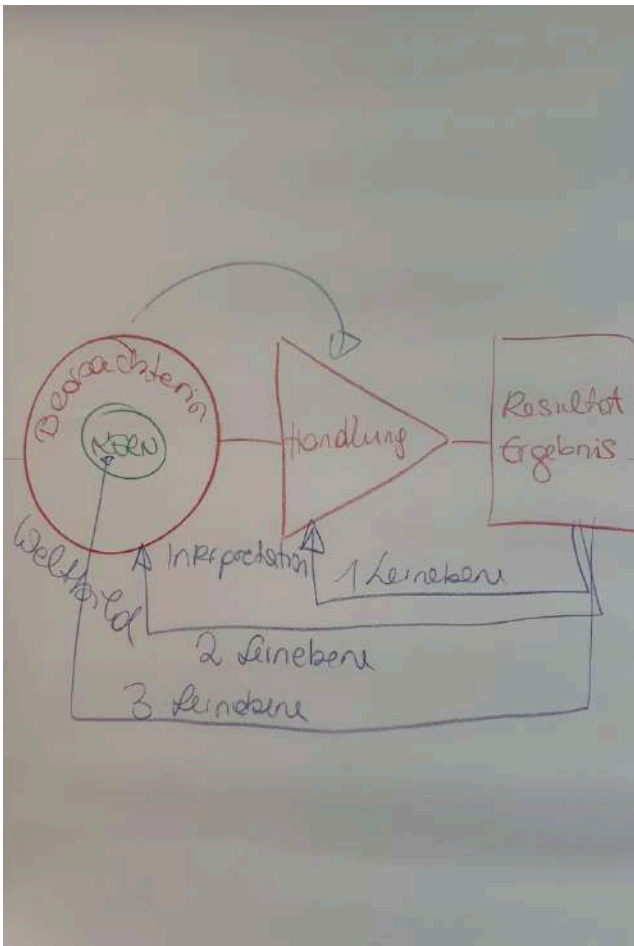 Beobachterin
KERN
Handlung
Resultat
Ergebnis
Weltbild
Interpretation
1 Lernebene
2 Lernebene
3 Lernebene